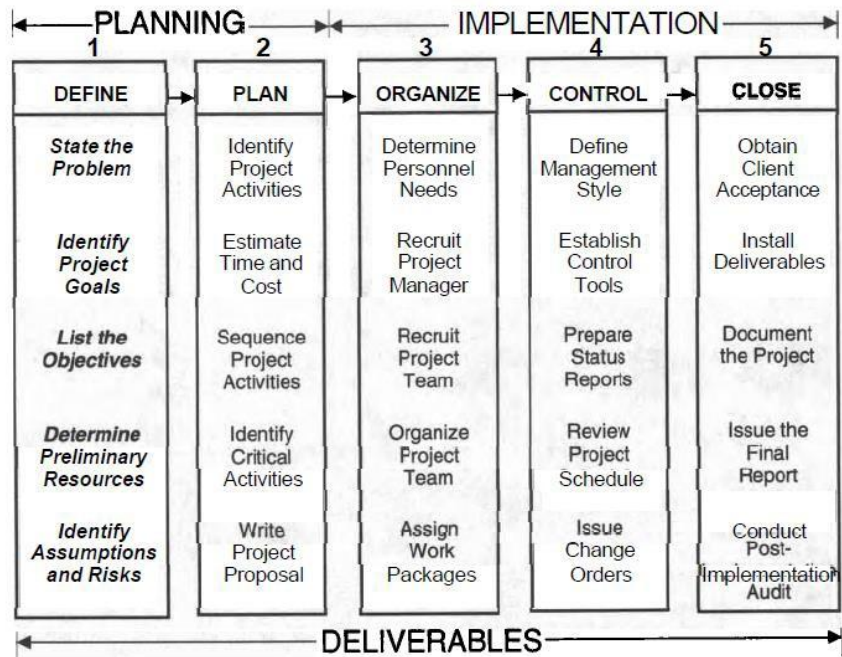 PLANNING
IMPLEMENTATION
1
2
3
4
5
DEFINE
PLAN
ORGANIZE
CONTROL
CLOSE
State the
Problem
Identify
Project
Goals
List the
Objectives
Determine
Preliminary
Resources
Identify
Assumptions
and Risks
Identify
Project
Activities
Estimate
Time and
Cost
Sequence
Project
Activities
Identify
Critical
Activities
Write
Project
Proposal
Determine
Personnel
Needs
Recruit
Project
Manager
Recruit
Project
Team
Organize
Project
Team
Assign
Work
Packages
Define
Management
Style
Establish
Control
Tools
Prepare
Status
Reports
Review
Project
Schedule
Issue
Change
Orders
Obtain
Client
Acceptance
Install
Deliverables
Document
the Project
Issue the
Final
Report
Conduct
Post-
Implementation
Audit
DELIVERABLES